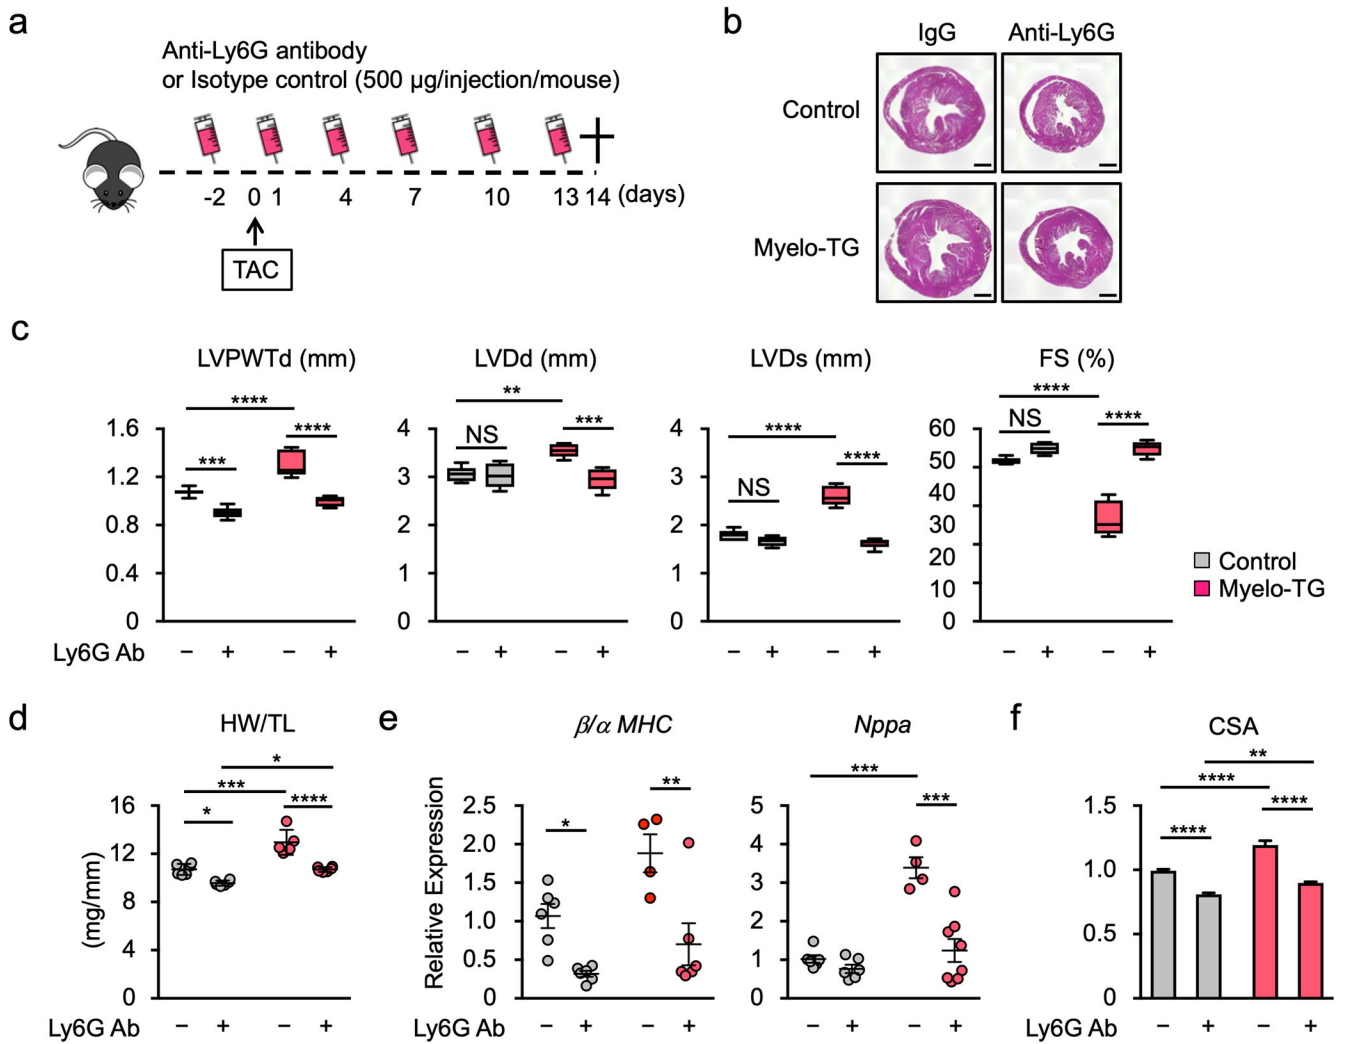 a
Anti-Ly6G antibody
or Isotype control (500 µg/injection/mouse)
-2 0 1 4 7 10 13 14 (days)
TAC
b
IgG Anti-Ly6G
Control
Myelo-TG
c
LVPWTd (mm)
****
***
****
1.6
1.2
0.8
0.4
0
LVDd (mm)
**
NS
***
4
3
2
1
0
LVDs (mm)
****
NS
****
4
3
2
1
0
FS (%)
****
NS
****
60
50
40
30
20
10
0
Control
Myelo-TG
Ly6G Ab − + − + − + − + − + − + − + − +
d
HW/TL
*
***
*
****
16
12
8
4
0
(mg/mm)
Ly6G Ab − + − +
e
β/α MHC
*
**
2.5
2.0
1.5
1.0
0.5
0
Relative Expression
Nppa
***
***
5
4
3
2
1
0
Ly6G Ab − + − + − + − +
f
CSA
**
****
****
****
1.5
1.0
0.5
0
Ly6G Ab − + − +